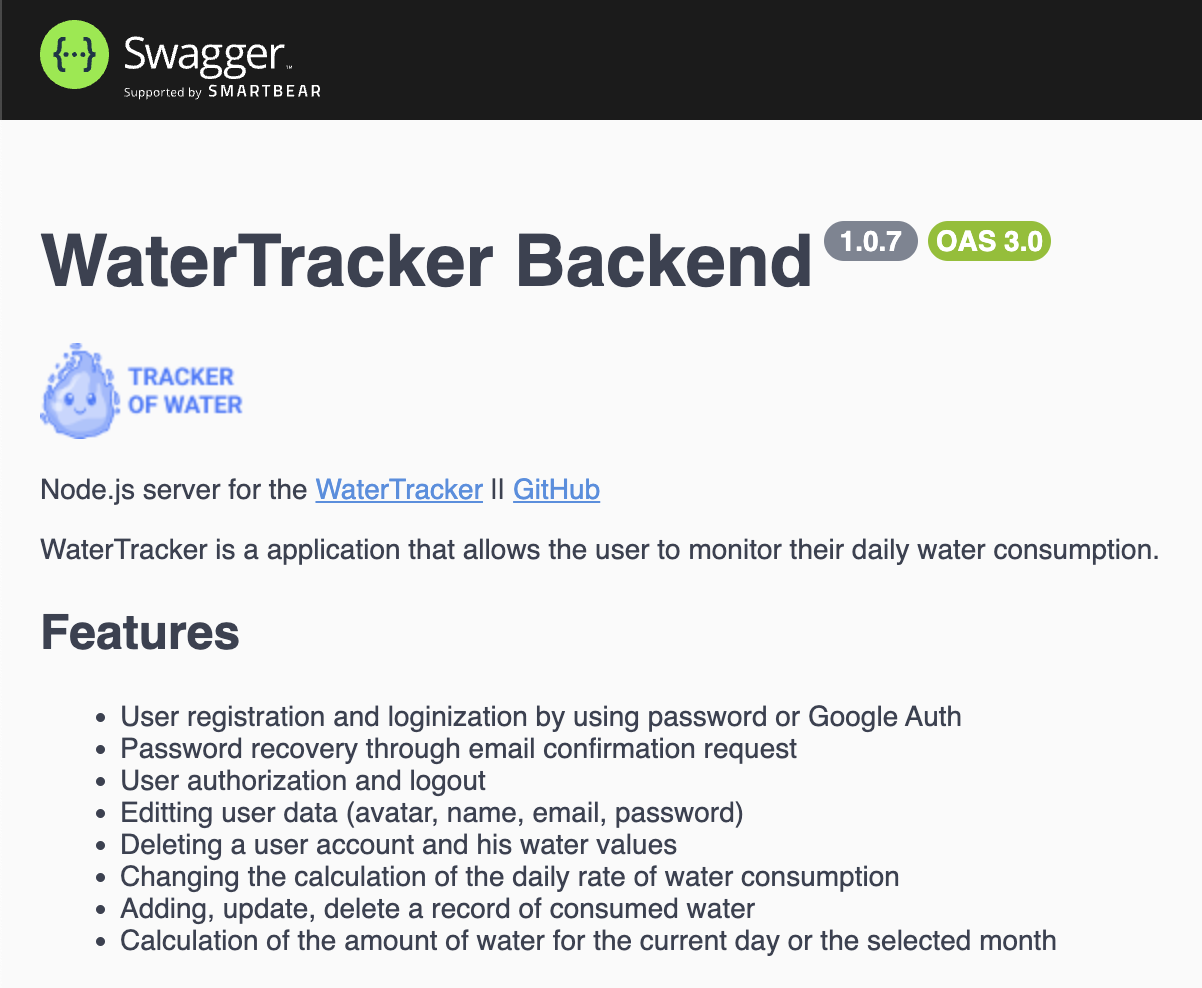 {···} Swagger™
Supported by SMARTBEAR
WaterTracker Backend 1.0.7 OAS 3.0
TRACKER
OF WATER
Node.js server for the WaterTracker || GitHub
WaterTracker is a application that allows the user to monitor their daily water consumption.
Features
• User registration and loginization by using password or Google Auth
• Password recovery through email confirmation request
• User authorization and logout
• Editting user data (avatar, name, email, password)
• Deleting a user account and his water values
• Changing the calculation of the daily rate of water consumption
• Adding, update, delete a record of consumed water
• Calculation of the amount of water for the current day or the selected month